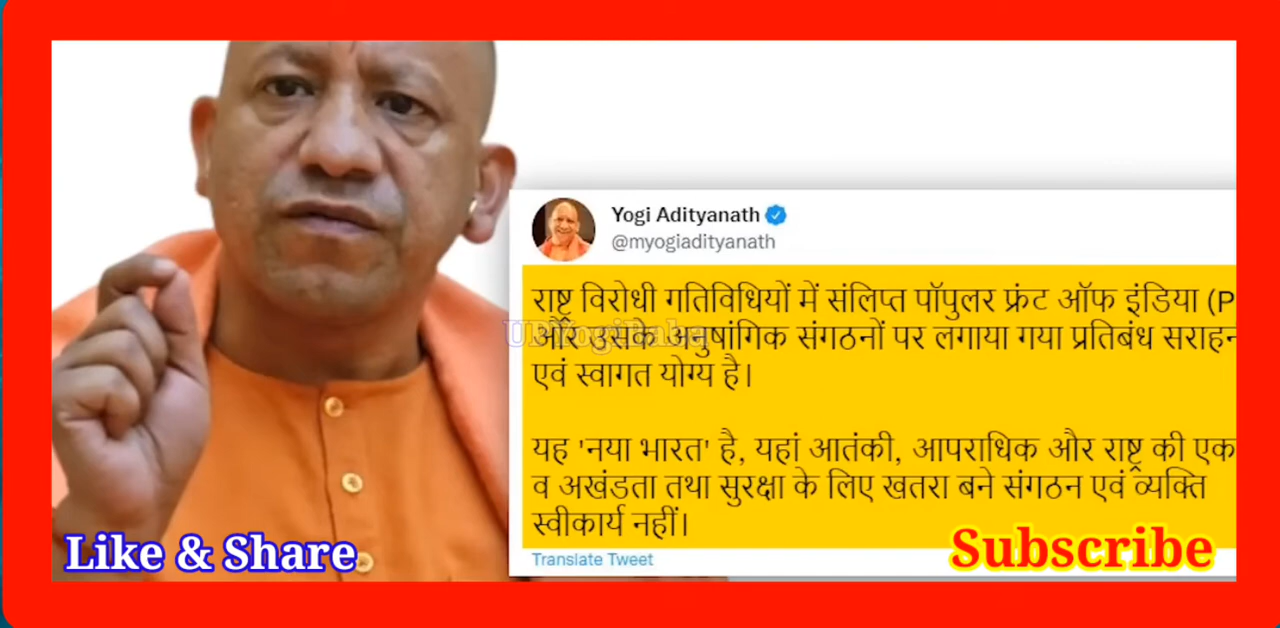 Yogi Adityanath
@myogiadityanath
राष्ट्र विरोधी गतिविधियों में संलिप्त पॉपुलर फ्रंट ऑफ इंडिया (P
और उसके अनुषांगिक संगठनों पर लगाया गया प्रतिबंध सराहन
एवं स्वागत योग्य है।
यह 'नया भारत' है, यहां आतंकी, आपराधिक और राष्ट्र की एक
व अखंडता तथा सुरक्षा के लिए खतरा बने संगठन एवं व्यक्ति
स्वीकार्य नहीं।
Translate Tweet
Like & Share
Subscribe